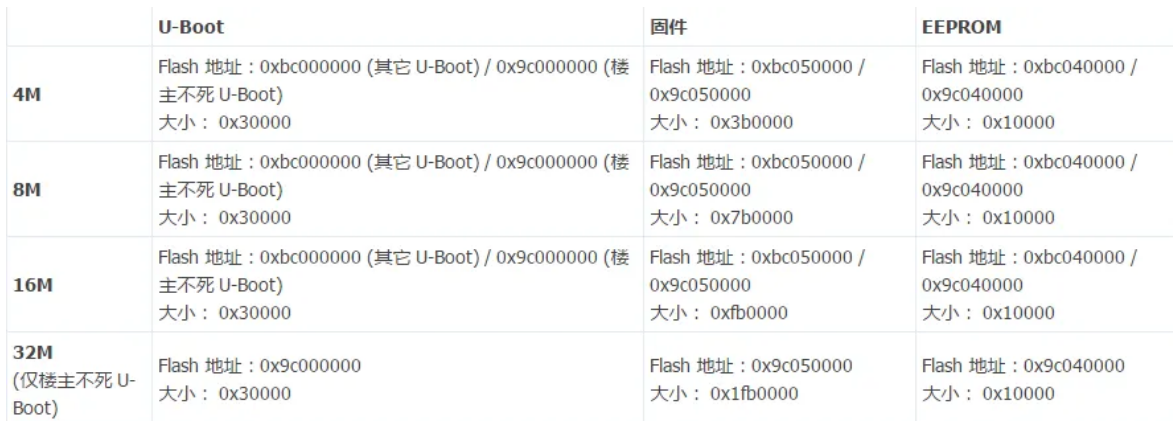 U-Boot 固件 EEPROM
4M
Flash 地址：0xbc000000 (其它 U-Boot) / 0x9c000000 (楼
主不死 U-Boot)
大小： 0x30000
Flash 地址：0xbc050000 /
0x9c050000
大小： 0x3b0000
Flash 地址：0xbc040000 /
0x9c040000
大小： 0x10000
8M
Flash 地址：0xbc000000 (其它 U-Boot) / 0x9c000000 (楼
主不死 U-Boot)
大小： 0x30000
Flash 地址：0xbc050000 /
0x9c050000
大小： 0x7b0000
Flash 地址：0xbc040000 /
0x9c040000
大小： 0x10000
16M
Flash 地址：0xbc000000 (其它 U-Boot) / 0x9c000000 (楼
主不死 U-Boot)
大小： 0x30000
Flash 地址：0xbc050000 /
0x9c050000
大小： 0xfb0000
Flash 地址：0xbc040000 /
0x9c040000
大小： 0x10000
32M
(仅楼主不死 U-
Boot)
Flash 地址：0x9c000000
大小： 0x30000
Flash 地址：0x9c050000
大小： 0x1fb0000
Flash 地址：0x9c040000
大小： 0x10000